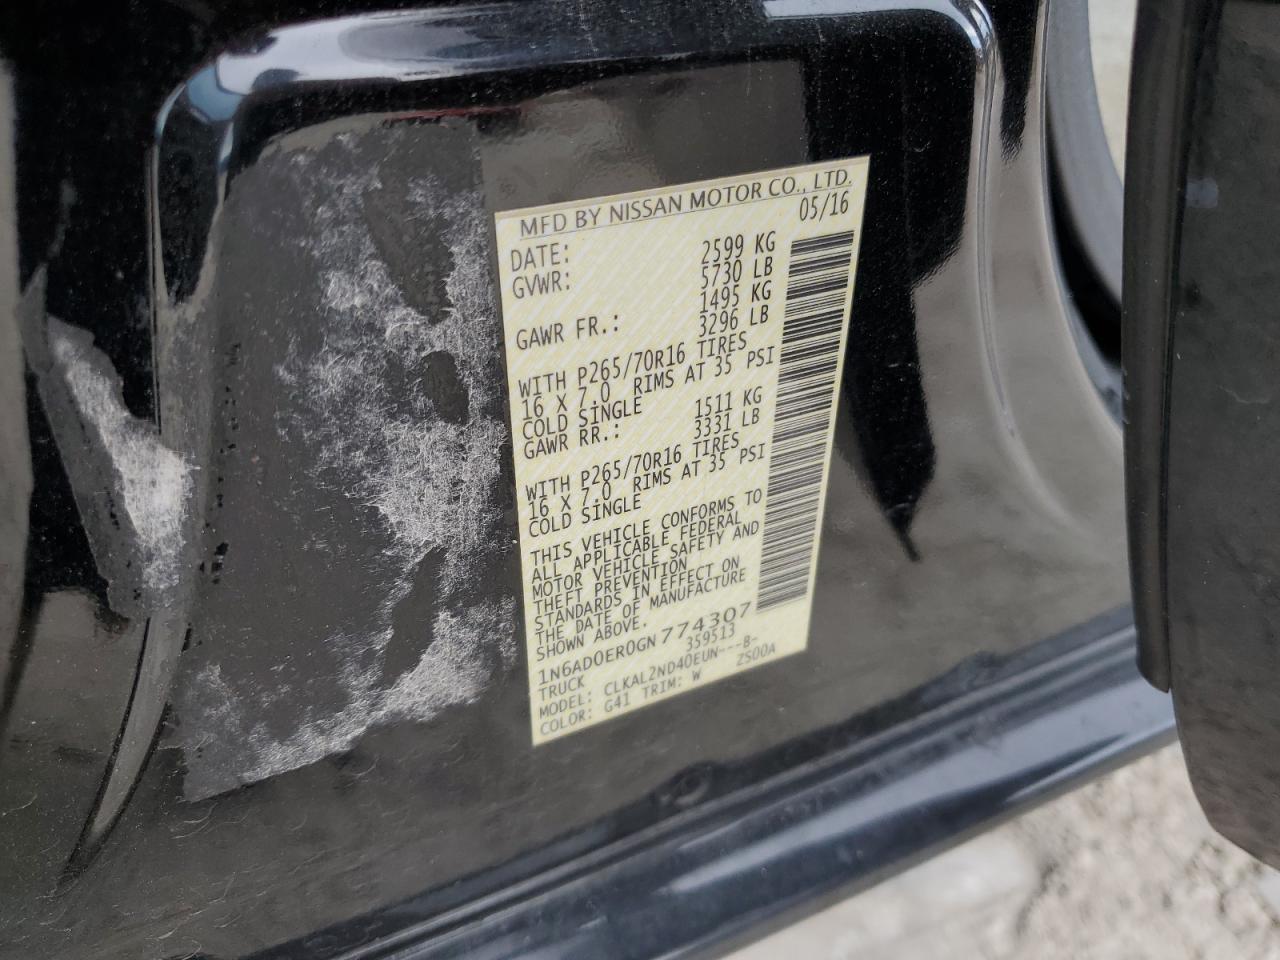 MFD BY NISSAN MOTOR CO., LTD.
DATE: 05/16
GVWR: 2599 KG
5730 LB
GAWR FR.: 1495 KG
3296 LB
WITH P265/70R16 TIRES
16 X 7.0 RIMS AT 35 PSI
COLD SINGLE
GAWR RR.: 1511 KG
3331 LB
WITH P265/70R16 TIRES
16 X 7.0 RIMS AT 35 PSI
COLD SINGLE
THIS VEHICLE CONFORMS TO
ALL APPLICABLE FEDERAL
MOTOR VEHICLE SAFETY AND
THEFT PREVENTION
STANDARDS IN EFFECT ON
THE DATE OF MANUFACTURE
SHOWN ABOVE.
1N6AD0ER0GN774307
TRUCK 359513
MODEL: CLKAL2ND40EUN---B-
COLOR: G41 TRIM: W ZS00A